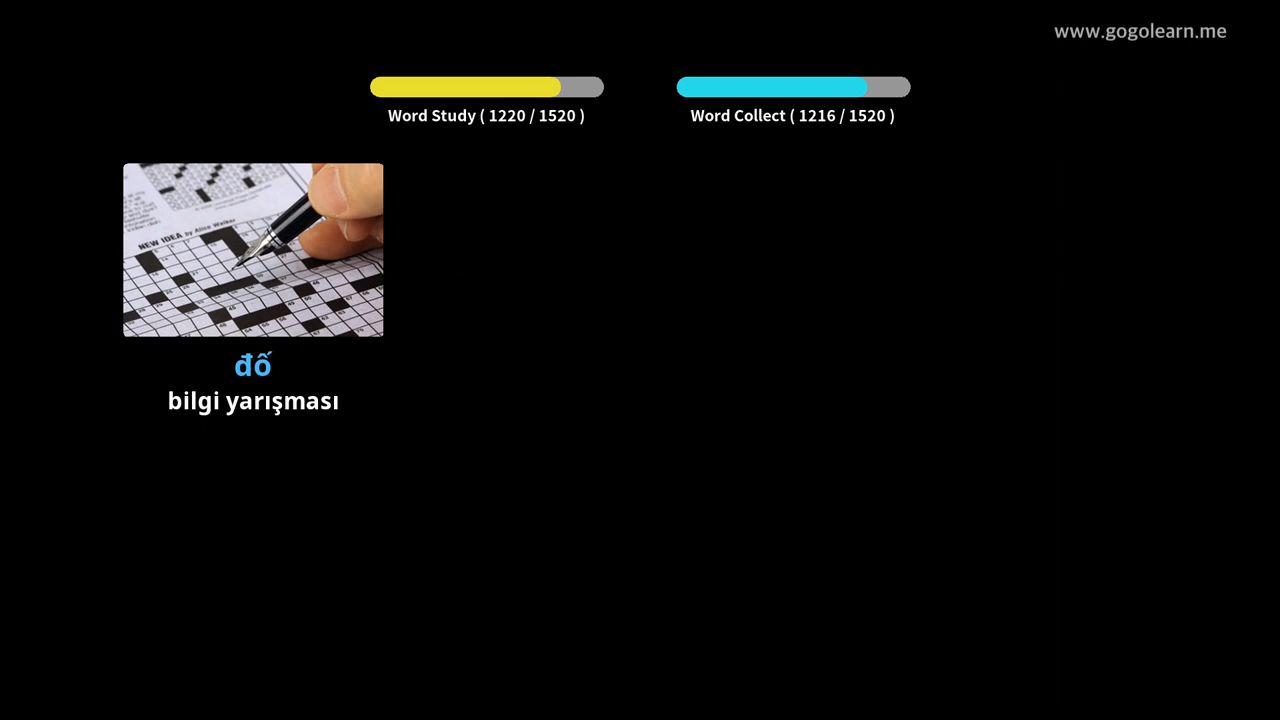 www.gogolearn.me
Word Study ( 1220 / 1520 )
Word Collect ( 1216 / 1520 )
NEW IDEA by Alice Walker
đố
bilgi yarışması